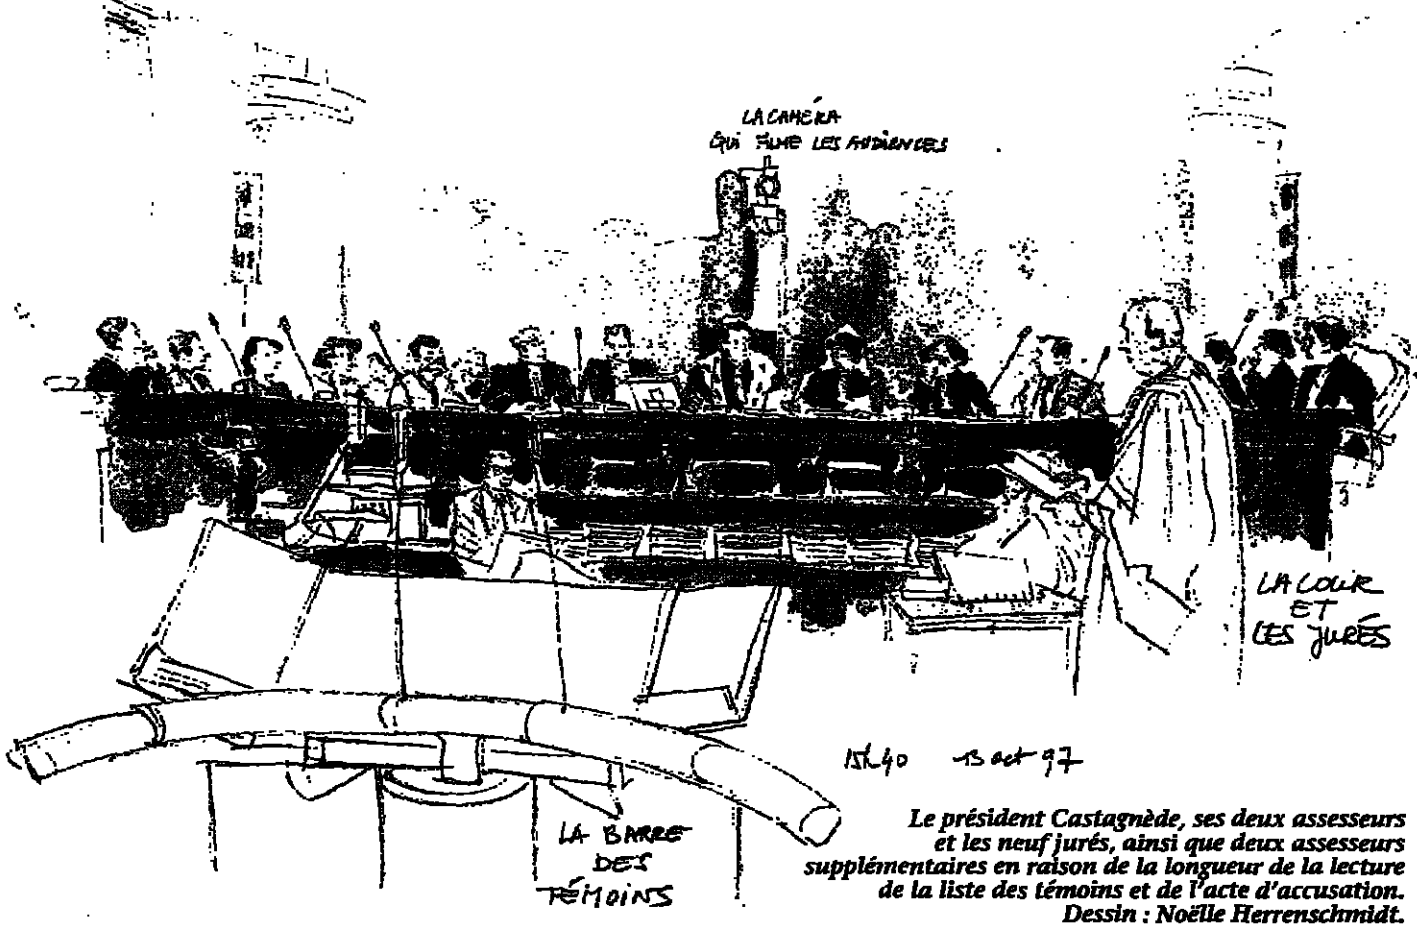 LA CAMÉRA
QUI FILME LES AUDIENCES
LA COUR
ET
LES JURÉS
15h40 13 oct 97
LA BARRE
DES
TÉMOINS
Le président Castagnède, ses deux assesseurs
et les neuf jurés, ainsi que deux assesseurs
supplémentaires en raison de la longueur de la lecture
de la liste des témoins et de l'acte d'accusation.
Dessin : Noëlle Herrenschmidt.